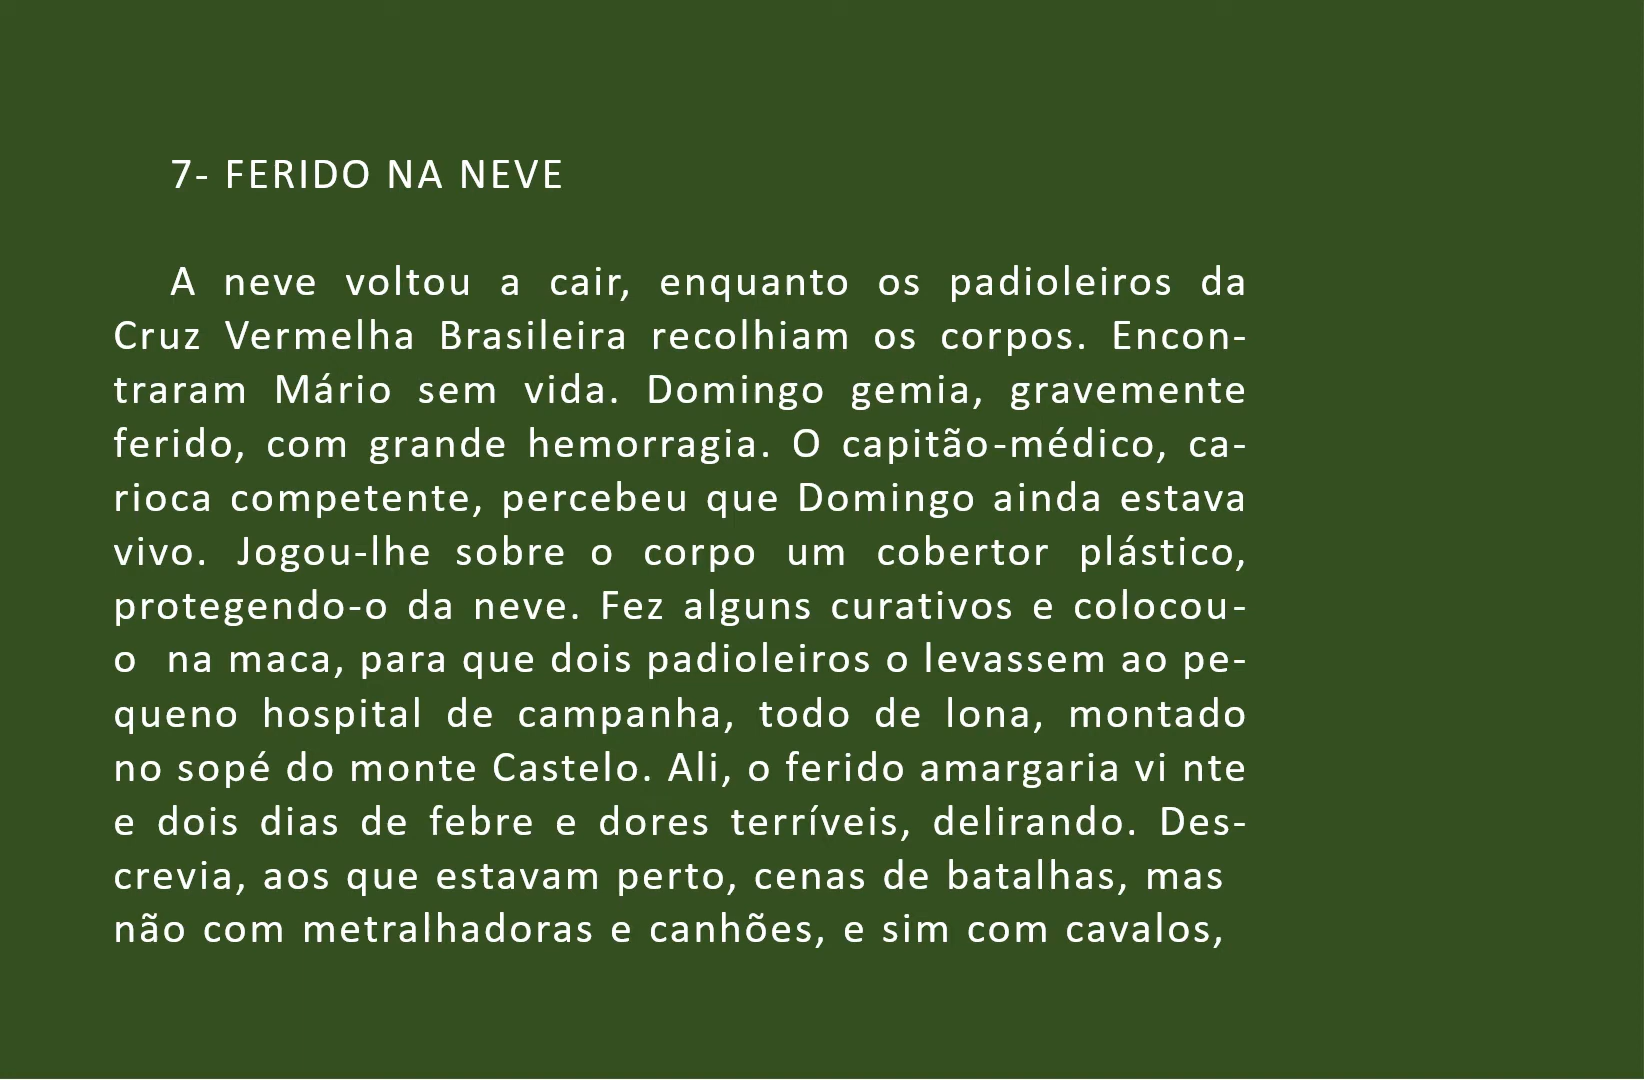 7- FERIDO NA NEVE
A neve voltou a cair, enquanto os padioleiros da
Cruz Vermelha Brasileira recolhiam os corpos. Encon-
traram Mário sem vida. Domingo gemia, gravemente
ferido, com grande hemorragia. O capitão-médico, ca-
rioca competente, percebeu que Domingo ainda estava
vivo. Jogou-lhe sobre o corpo um cobertor plástico,
protegendo-o da neve. Fez alguns curativos e colocou-
o na maca, para que dois padioleiros o levassem ao pe-
queno hospital de campanha, todo de lona, montado
no sopé do monte Castelo. Ali, o ferido amargaria vi nte
e dois dias de febre e dores terríveis, delirando. Des-
crevia, aos que estavam perto, cenas de batalhas, mas
não com metralhadoras e canhões, e sim com cavalos,